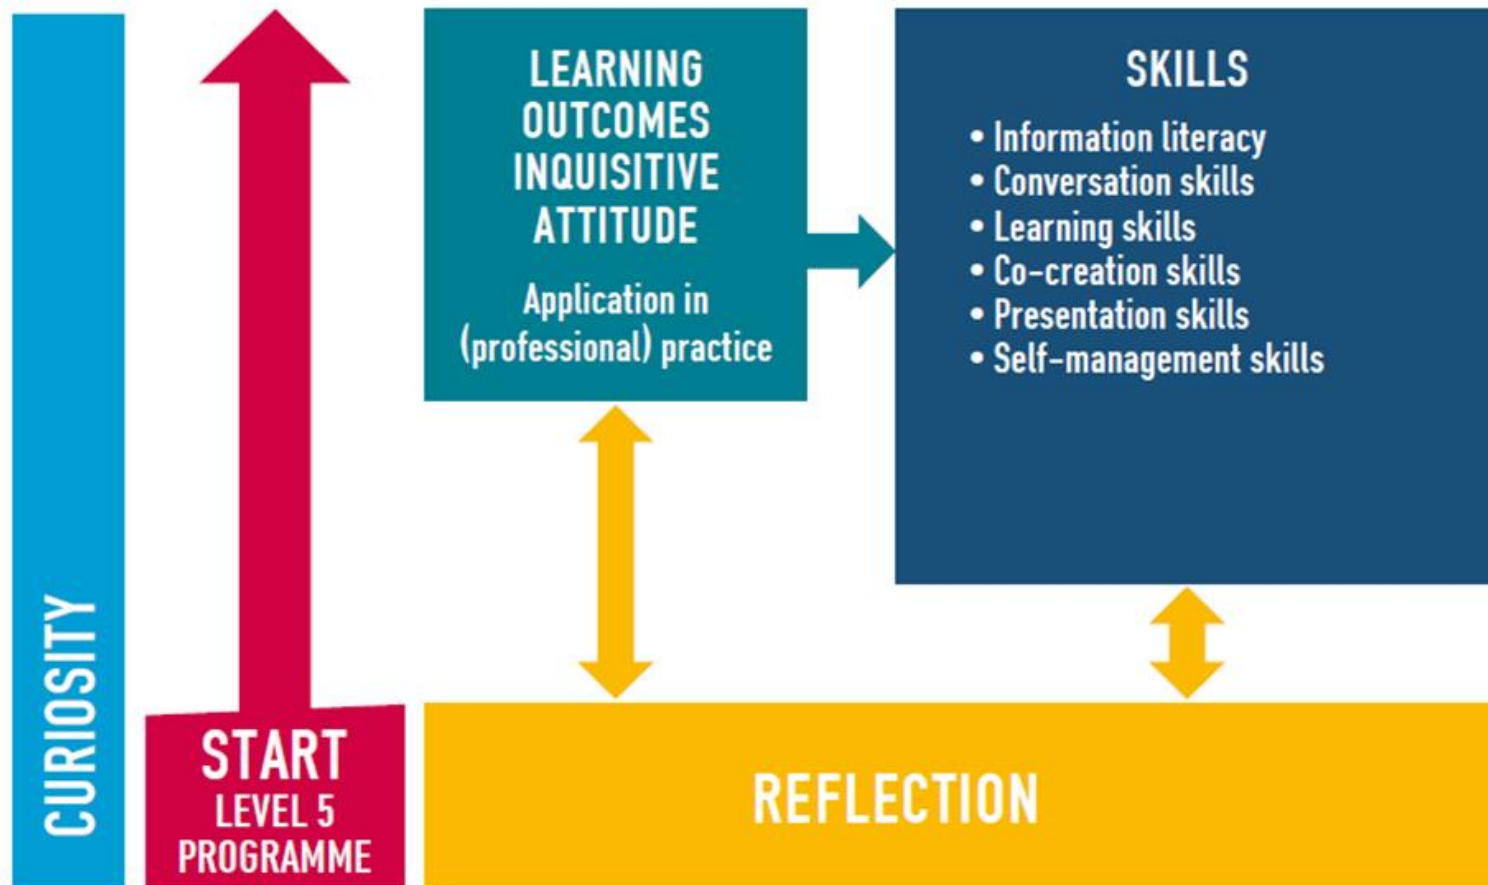 CURIOSITY
START
LEVEL 5
PROGRAMME
LEARNING
OUTCOMES
INQUISITIVE
ATTITUDE
Application in
(professional) practice
SKILLS
• Information literacy
• Conversation skills
• Learning skills
• Co-creation skills
• Presentation skills
• Self-management skills
REFLECTION